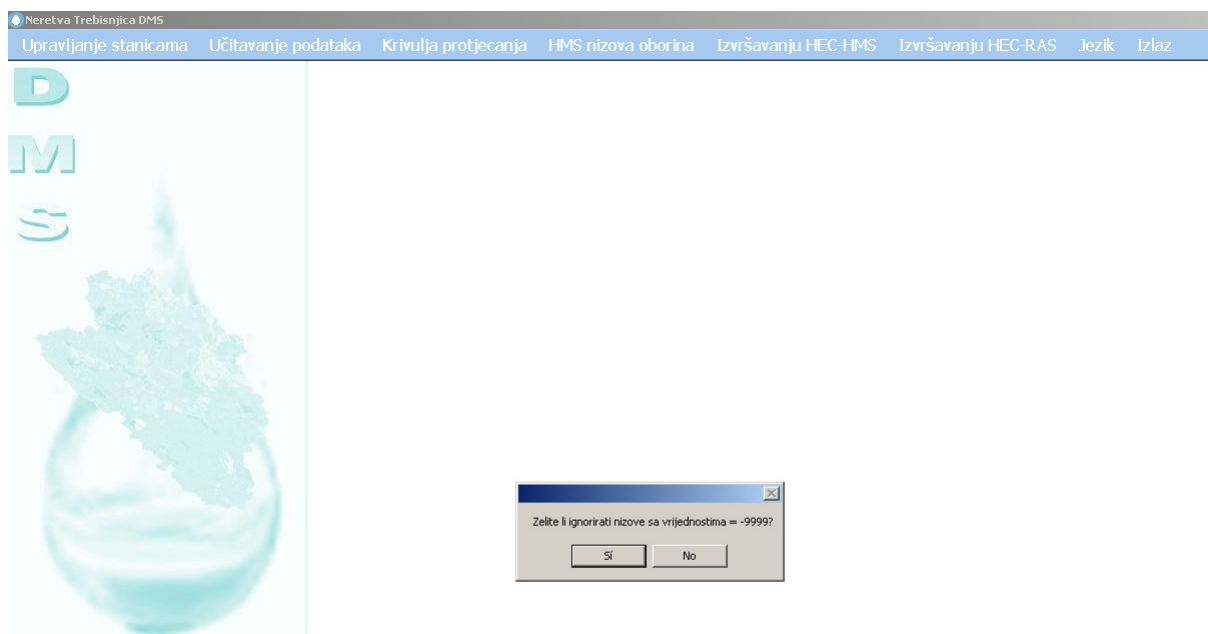 Neretva Trebisnjica DMS
Upravljanje stanicama Učitavanje podataka Krivulja protjecanja HMS nizova oborina Izvršavanju HEC-HMS Izvršavanju HEC-RAS Jezik Izlaz
D
M
S
Zelite li ignorirati nizove sa vrijednostima = -9999?
Sí No